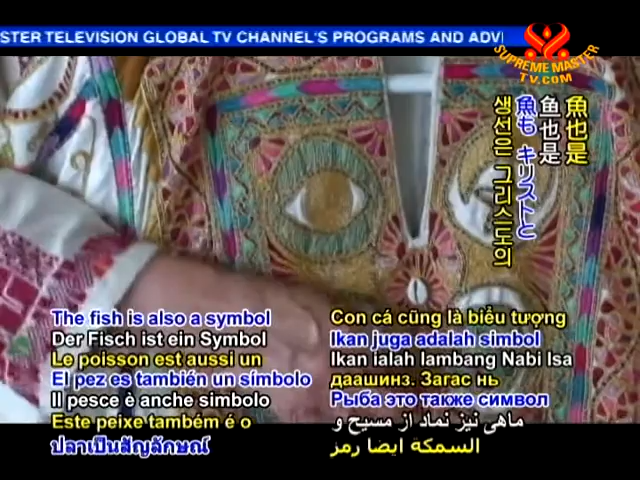 STER TELEVISION GLOBAL TV CHANNEL'S PROGRAMS AND ADV
SUPREME MASTER
TV.COM
魚也是
鱼也是
魚も キリストと
생선은 그리스도의
The fish is also a symbol
Der Fisch ist ein Symbol
Le poisson est aussi un
El pez es también un símbolo
Il pesce è anche simbolo
Este peixe também é o
ปลาเป็นสัญลักษณ์
Con cá cũng là biểu tượng
Ikan juga adalah simbol
Ikan ialah lambang Nabi Isa
даашинз. Загас нь
Рыба это также символ
ماهی نیز نماد از مسیح و
السمكة ايضا رمز